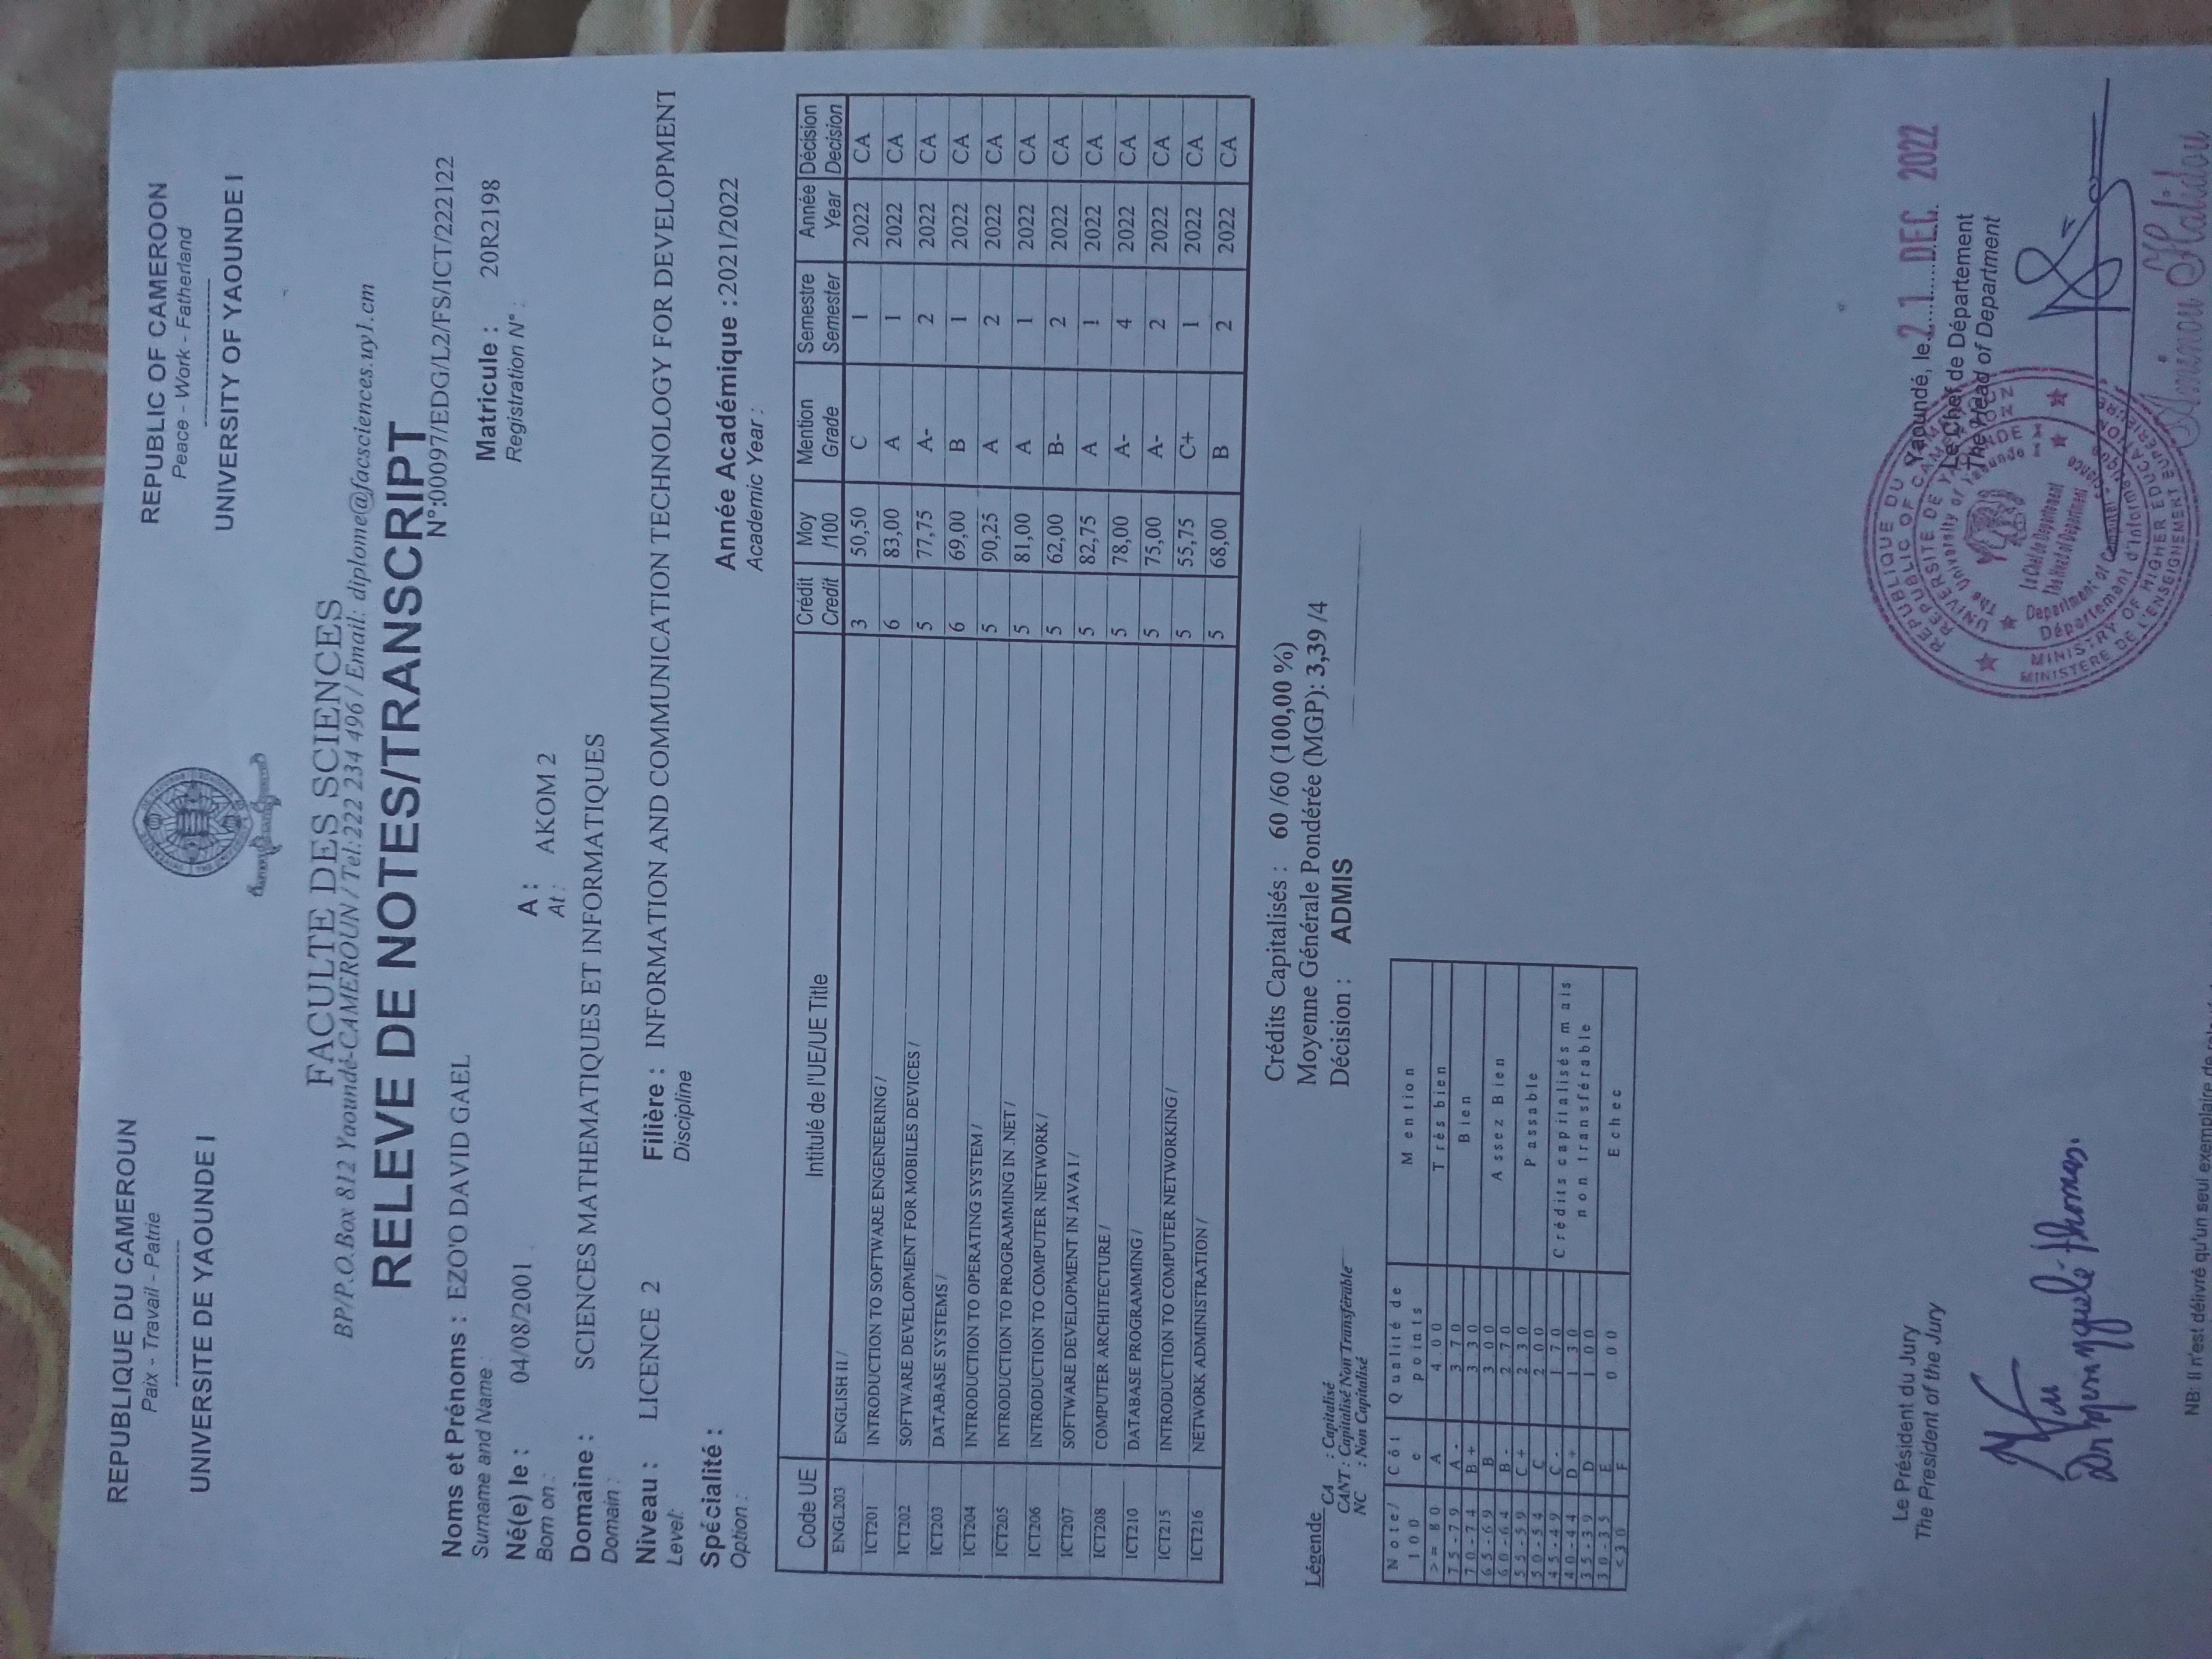 REPUBLIQUE DU CAMEROUN
Paix - Travail - Patrie
UNIVERSITE DE YAOUNDE I
REPUBLIC OF CAMEROON
Peace - Work - Fatherland
UNIVERSITY OF YAOUNDE I
FACULTE DES SCIENCES
BP/P.O.Box 812 Yaoundé-CAMEROUN / Tel:222 234 496 / Email: diplome@facsciences.uy1.cm
RELEVE DE NOTES/TRANSCRIPT
N°:00097/EDG/L2/FS/ICT/222122
Noms et Prénoms : EZO'O DAVID GAEL
Surname and Name :
Matricule : 20R2198
Registration N° :
Né(e) le : 04/08/2001
Born on :
A : AKOM 2
At :
Domaine : SCIENCES MATHEMATIQUES ET INFORMATIQUES
Domain :
Niveau : LICENCE 2
Level:
Filière : INFORMATION AND COMMUNICATION TECHNOLOGY FOR DEVELOPMENT
Discipline
Spécialité :
Option :
Année Académique : 2021/2022
Academic Year :
Code UE Intitulé de l'UE/UE Title Crédit Credit Moy /100 Mention Grade Semestre Semester Année Year Décision Decision
ENGL203 ENGLISH II / 3 50,50 C 1 2022 CA
ICT201 INTRODUCTION TO SOFTWARE ENGENEERING / 6 83,00 A 1 2022 CA
ICT202 SOFTWARE DEVELOPMENT FOR MOBILES DEVICES / 5 77,75 A- 2 2022 CA
ICT203 DATABASE SYSTEMS / 6 69,00 B 1 2022 CA
ICT204 INTRODUCTION TO OPERATING SYSTEM / 5 90,25 A 2 2022 CA
ICT205 INTRODUCTION TO PROGRAMMING IN .NET / 5 81,00 A 1 2022 CA
ICT206 INTRODUCTION TO COMPUTER NETWORK / 5 62,00 B- 2 2022 CA
ICT207 SOFTWARE DEVELOPMENT IN JAVA I / 5 82,75 A 1 2022 CA
ICT208 COMPUTER ARCHITECTURE / 5 78,00 A- 4 2022 CA
ICT210 DATABASE PROGRAMMING / 5 75,00 A- 2 2022 CA
ICT215 INTRODUCTION TO COMPUTER NETWORKING / 5 55,75 C+ 1 2022 CA
ICT216 NETWORK ADMINISTRATION / 5 68,00 B 2 2022 CA
Crédits Capitalisés : 60 /60 (100,00 %)
Moyenne Générale Pondérée (MGP): 3,39 /4
Décision : ADMIS
Légende
CA : Capitalisé
CANT : Capitalisé Non Transférable
NC : Non Capitalisé
Note/100 Côte Qualité de points Mention
>=80 A 4.00 Très bien
75-79 A- 3.70
Bien
70-74 B+ 3.30
65-69 B 3.00
Assez Bien
60-64 B- 2.70
55-59 C+ 2.30
Passable
50-54 C 2.00
45-49 C- 1.70
Crédits capitalisés mais
40-44 D+ 1.30
non transférable
35-39 D 1.00
30-35 E
Echec
<30 F 0.00
Yaoundé, le 21 DEC. 2022
Le Chef de Département
The Head of Department
REPUBLIQUE DU
REPUBLIC OF CAM
UNIVERSITE DE YAOUNDE I
The University of Yaounde I
Le Chef de Département
The Head of Department
Department of
Département d'Informatique
MINISTRY OF HIGHER EDUCA
MINISTERE DE L'ENSEIGNEMENT SUPERIEUR
Aminou Halidou
Le Président du Jury
The President of the Jury
Thomas
NB: Il n'est délivré qu'un seul exemplaire de